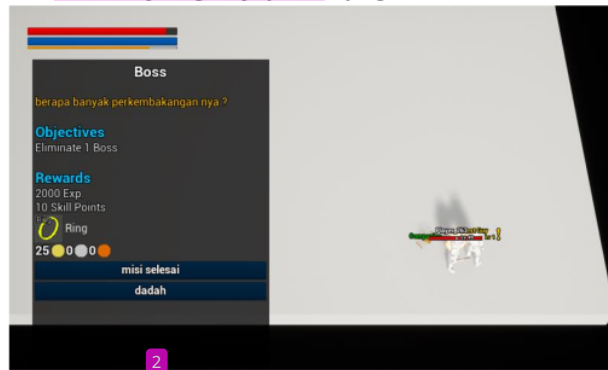 Boss
berapa banyak perkembakangan nya ?
Objectives
Eliminate 1 Boss
Rewards
2000 Exp
10 Skill Points
Ring
25 0 0
misi selesai
dadah
2